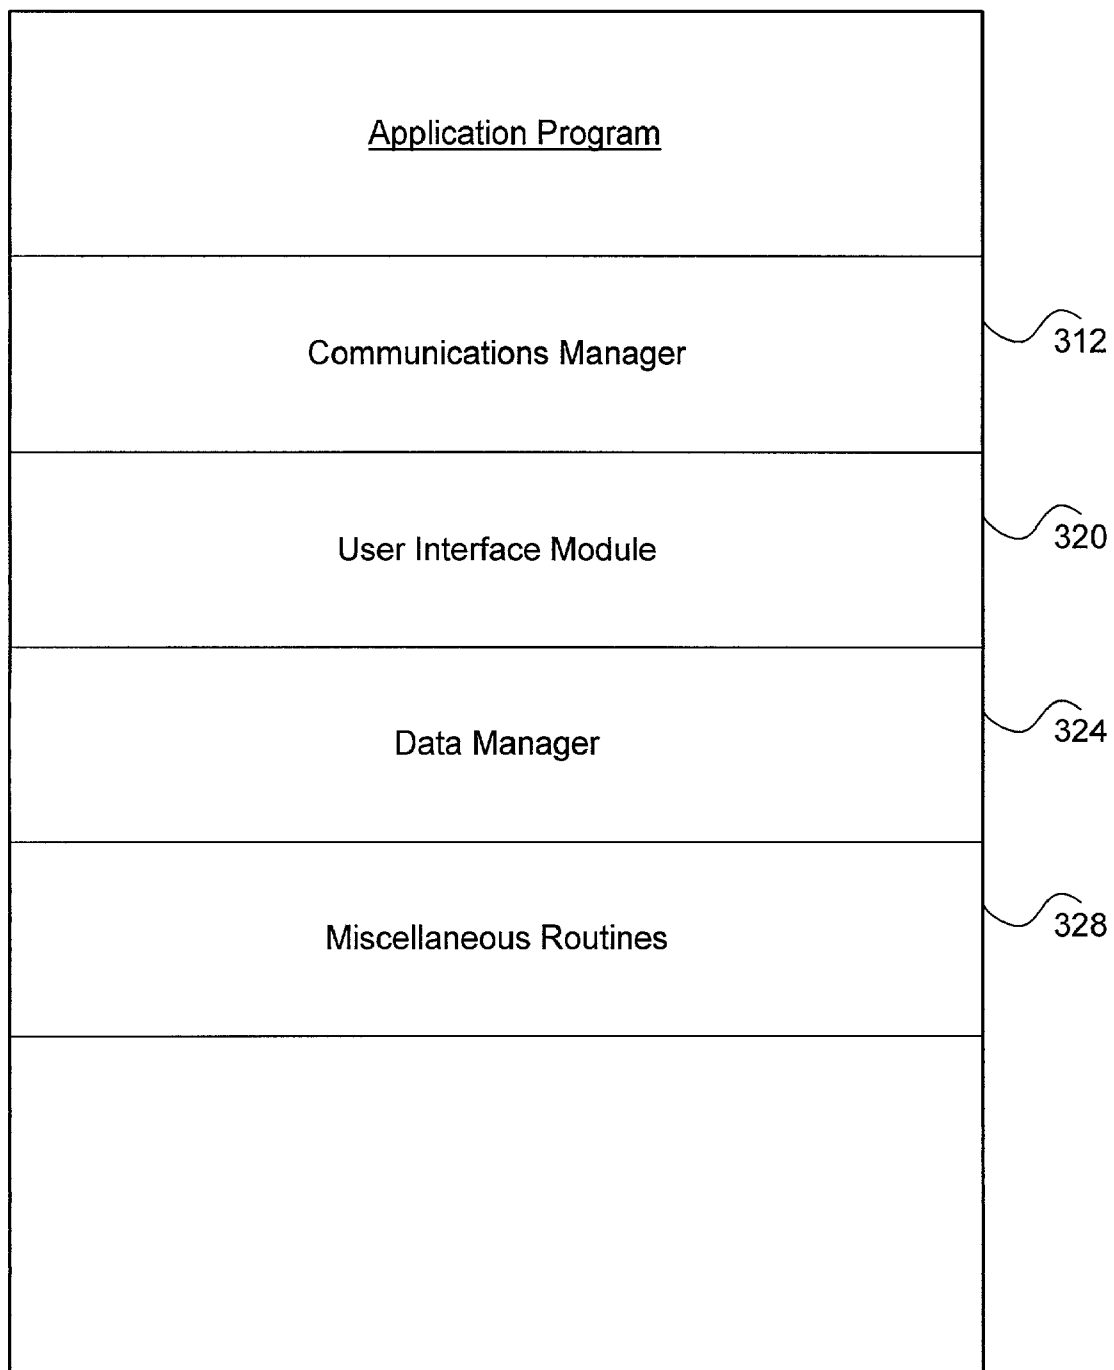 Application Program
Communications Manager
312
User Interface Module
320
Data Manager
324
Miscellaneous Routines
328